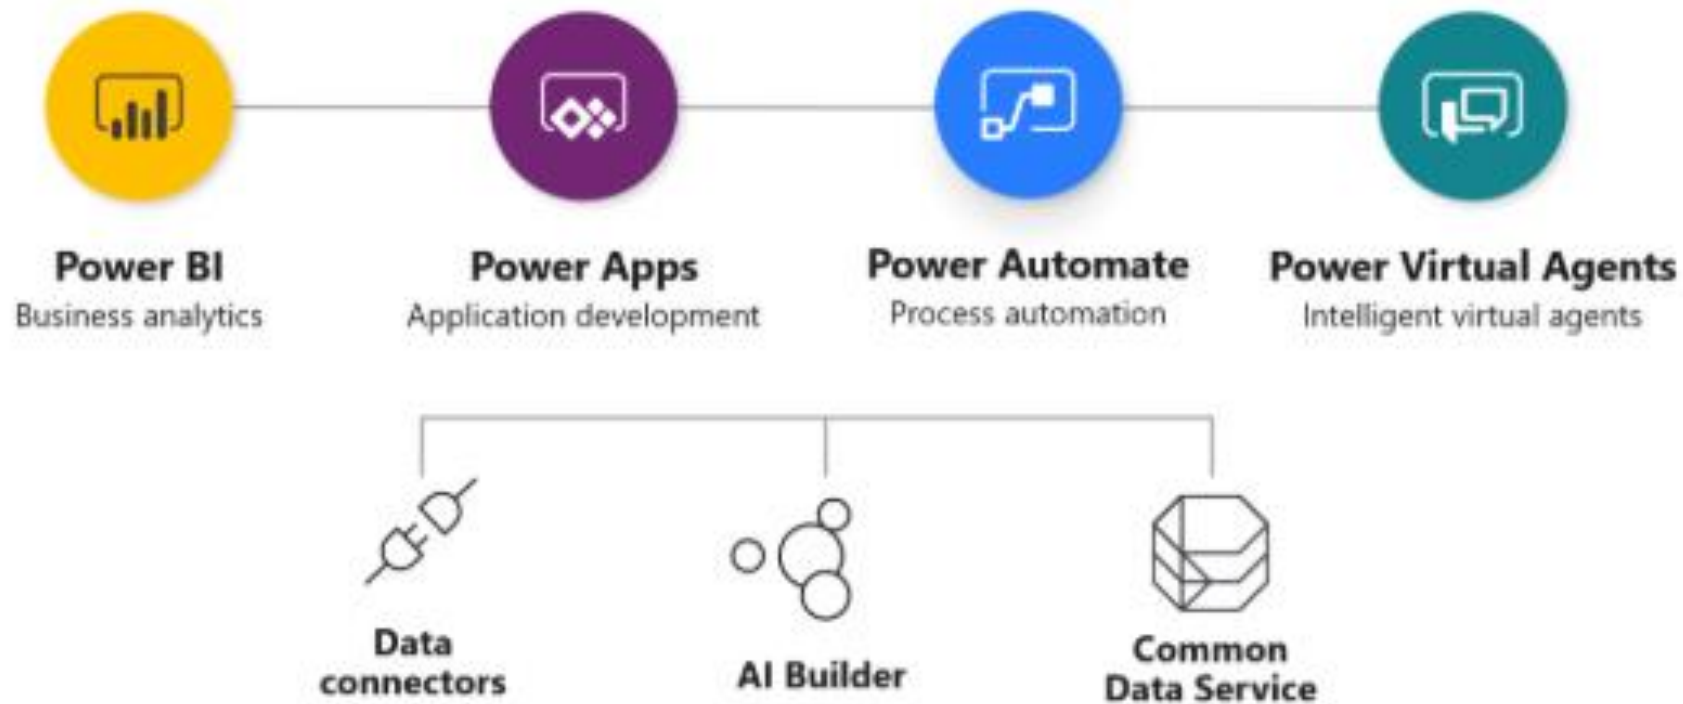 Power BI
Business analytics
Power Apps
Application development
Power Automate
Process automation
Power Virtual Agents
Intelligent virtual agents
Data
connectors
AI Builder
Common
Data Service